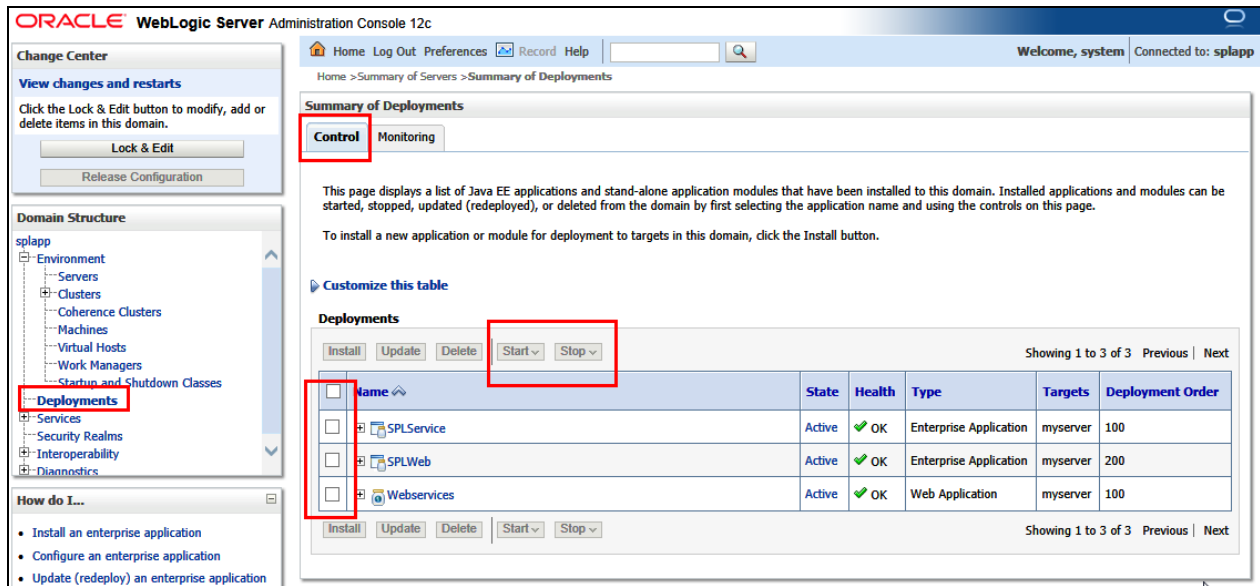 ORACLE WebLogic Server Administration Console 12c
Change Center
View changes and restarts
Click the Lock & Edit button to modify, add or
delete items in this domain.
Lock & Edit
Release Configuration
Domain Structure
splapp
Environment
Servers
Clusters
Coherence Clusters
Machines
Virtual Hosts
Work Managers
Startup and Shutdown Classes
Deployments
Services
Security Realms
Interoperability
Diagnostics
How do I...
Install an enterprise application
Configure an enterprise application
Update (redeploy) an enterprise application
Home Log Out Preferences Record Help
Welcome, system Connected to: splapp
Home >Summary of Servers >Summary of Deployments
Summary of Deployments
Control Monitoring
This page displays a list of Java EE applications and stand-alone application modules that have been installed to this domain. Installed applications and modules can be
started, stopped, updated (redeployed), or deleted from the domain by first selecting the application name and using the controls on this page.
To install a new application or module for deployment to targets in this domain, click the Install button.
Customize this table
Deployments
Install Update Delete Start Stop Showing 1 to 3 of 3 Previous | Next
Name State Health Type Targets Deployment Order
SPLService Active OK Enterprise Application myserver 100
SPLWeb Active OK Enterprise Application myserver 200
Webservices Active OK Web Application myserver 100
Install Update Delete Start Stop Showing 1 to 3 of 3 Previous | Next